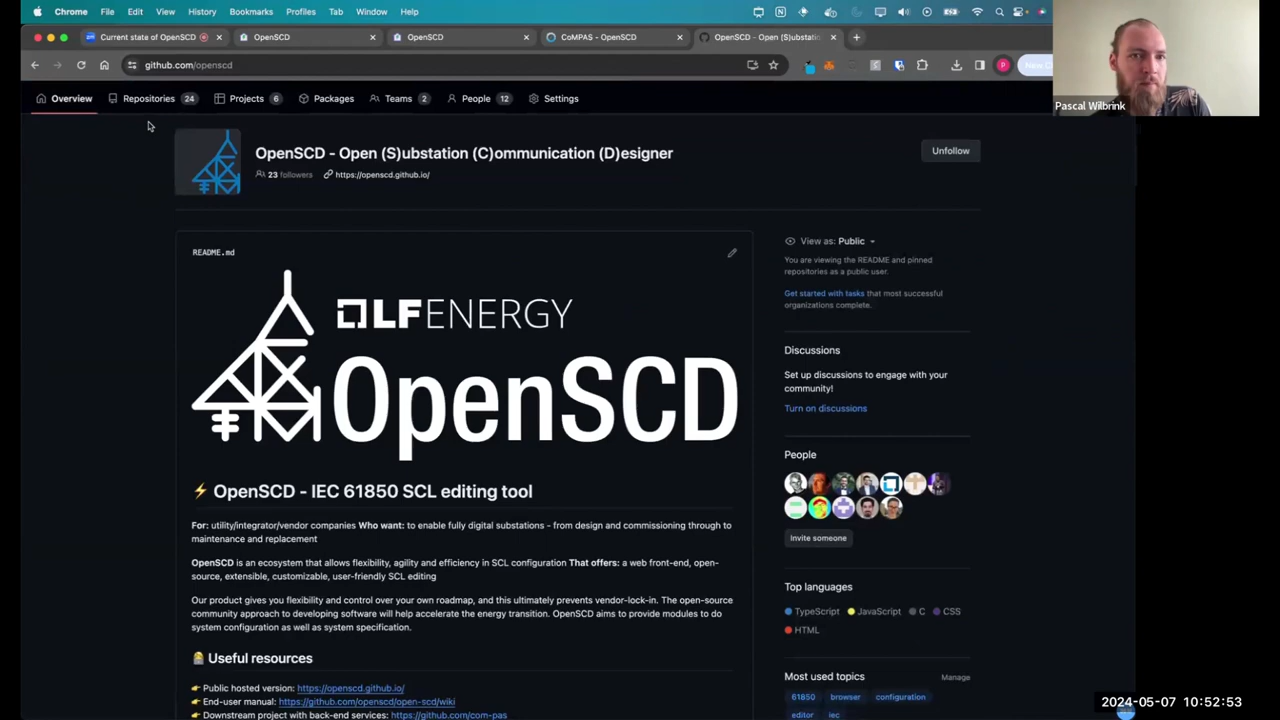 Chrome File Edit View History Bookmarks Profiles Tab Window Help
Current state of OpenSCD
OpenSCD
OpenSCD
CoMPAS - OpenSCD
OpenSCD - Open (S)ubstatio
github.com/openscd
Overview
Repositories 24
Projects 6
Packages
Teams 2
People 12
Settings
Pascal Wilbrink
OpenSCD - Open (S)ubstation (C)ommunication (D)esigner
23 followers https://openscd.github.io/
Unfollow
README.md
LFENERGY
OpenSCD
⚡ OpenSCD - IEC 61850 SCL editing tool
For: utility/integrator/vendor companies Who want: to enable fully digital substations - from design and commissioning through to
maintenance and replacement
OpenSCD is an ecosystem that allows flexibility, agility and efficiency in SCL configuration That offers: a web front-end, open-
source, extensible, customizable, user-friendly SCL editing
Our product gives you flexibility and control over your own roadmap, and this ultimately prevents vendor-lock-in. The open-source
community approach to developing software will help accelerate the energy transition. OpenSCD aims to provide modules to do
system configuration as well as system specification.
Useful resources
👉 Public hosted version: https://openscd.github.io/
👉 End-user manual: https://github.com/openscd/open-scd/wiki
👉 Downstream project with back-end services: https://github.com/com-pas
View as: Public
You are viewing the README and pinned
repositories as a public user.
Get started with tasks that most successful
organizations complete.
Discussions
Set up discussions to engage with your
community!
Turn on discussions
People
Invite someone
Top languages
TypeScript JavaScript C CSS
HTML
Most used topics Manage
61850 browser configuration
editor iec
2024-05-07 10:52:53